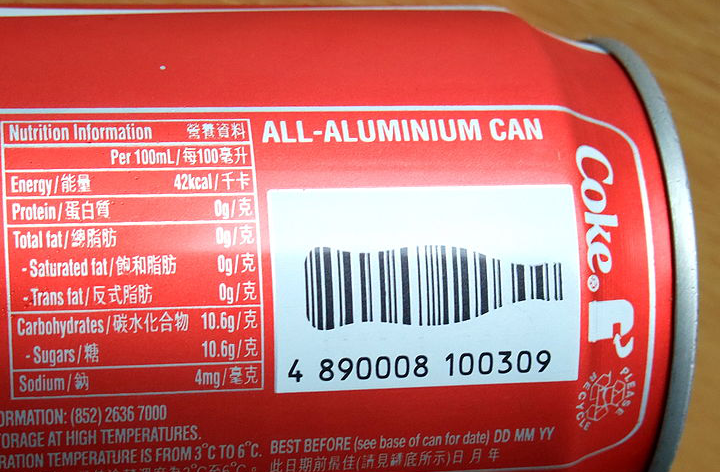 Nutrition Information 營養資料
Per 100mL/每100毫升
Energy/能量 42kcal/千卡
Protein/蛋白質 0g/克
Total fat/總脂肪 0g/克
- Saturated fat/飽和脂肪 0g/克
- Trans fat/反式脂肪 0g/克
Carbohydrates/碳水化合物 10.6g/克
- Sugars/糖 10.6g/克
Sodium/鈉 4mg/毫克
ALL-ALUMINIUM CAN
4 890008 100309
Coke®
PLEASE RECYCLE
ORMATION: (852) 2636 7000
TORAGE AT HIGH TEMPERATURES.
RATION TEMPERATURE IS FROM 3°C TO 6°C.
BEST BEFORE (see base of can for date) DD MM YY
此日期前最佳(請見罐底所示)日 月 年